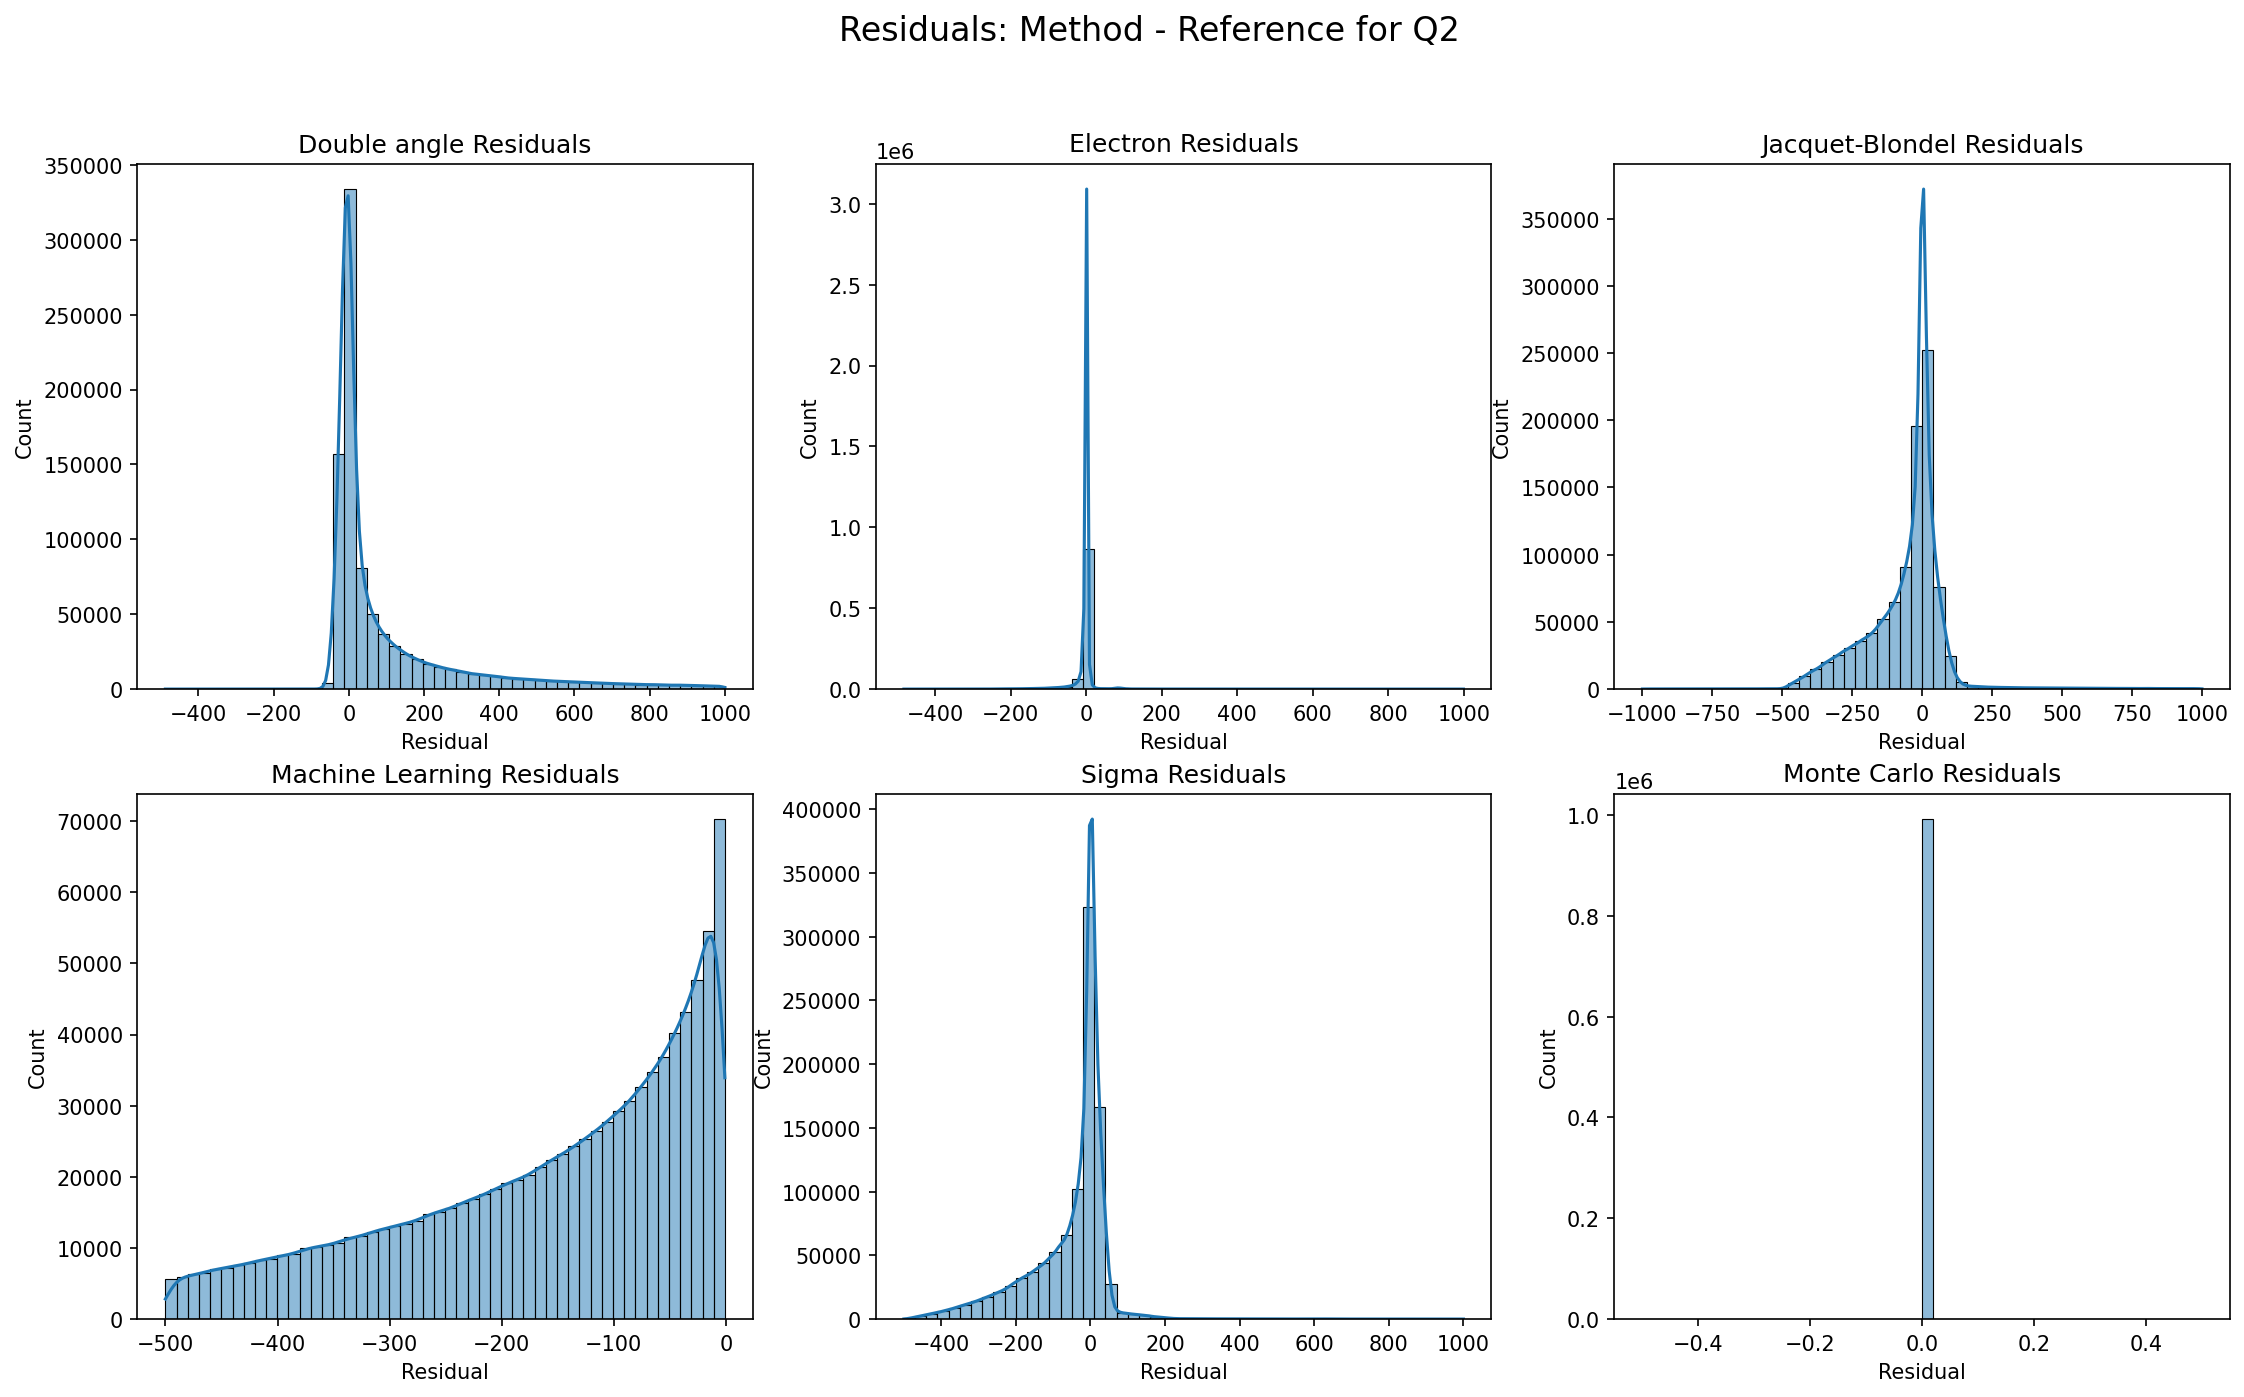 Residuals: Method - Reference for Q2
Double angle Residuals
350000
300000
250000
200000
150000
100000
50000
0
Count
−400 −200 0 200 400 600 800 1000
Residual
Electron Residuals
1e6
3.0
2.5
2.0
1.5
1.0
0.5
0.0
Count
−400 −200 0 200 400 600 800 1000
Residual
Jacquet-Blondel Residuals
350000
300000
250000
200000
150000
100000
50000
0
Count
−1000 −750 −500 −250 0 250 500 750 1000
Residual
Machine Learning Residuals
70000
60000
50000
40000
30000
20000
10000
0
Count
−500 −400 −300 −200 −100 0
Residual
Sigma Residuals
400000
350000
300000
250000
200000
150000
100000
50000
0
Count
−400 −200 0 200 400 600 800 1000
Residual
Monte Carlo Residuals
1e6
1.0
0.8
0.6
0.4
0.2
0.0
Count
−0.4 −0.2 0.0 0.2 0.4
Residual